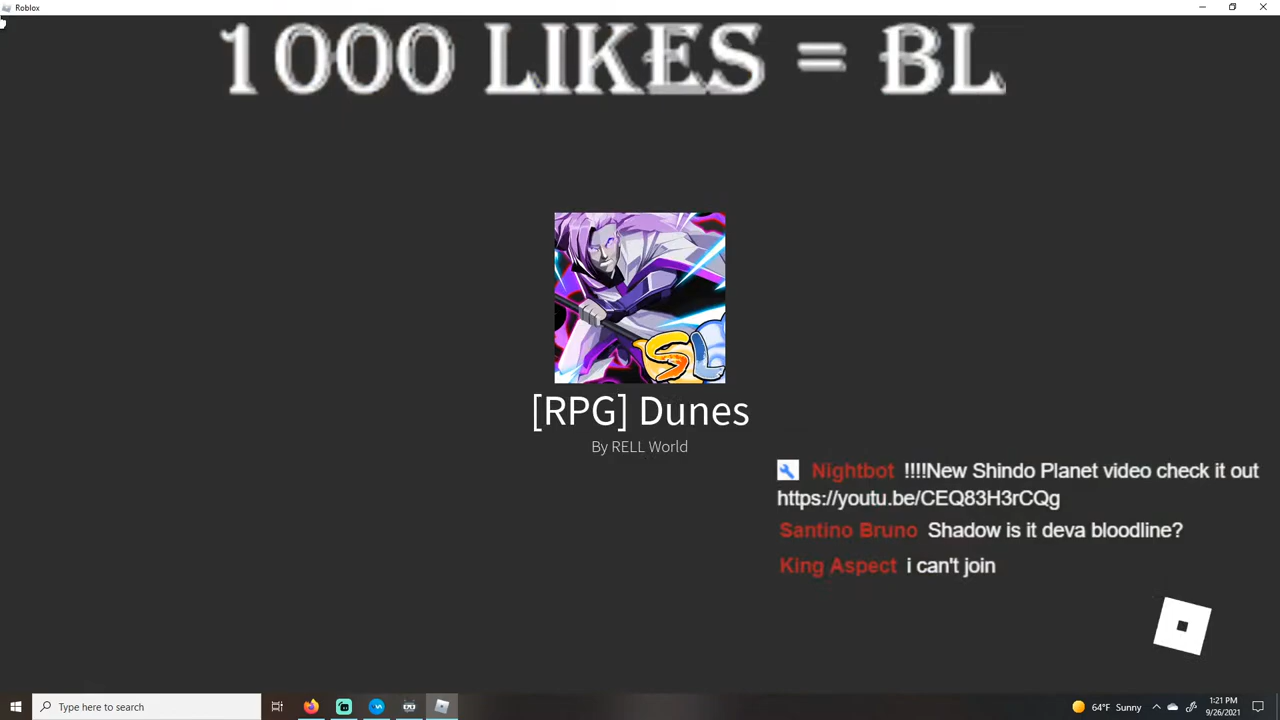 Roblox
1000 LIKES = BL
SL
[RPG] Dunes
By RELL World
Nightbot !!!!New Shindo Planet video check it out
https://youtu.be/CEQ83H3rCQg
Santino Bruno Shadow is it deva bloodline?
King Aspect i can't join
Type here to search
64°F Sunny
1:21 PM
9/26/2021